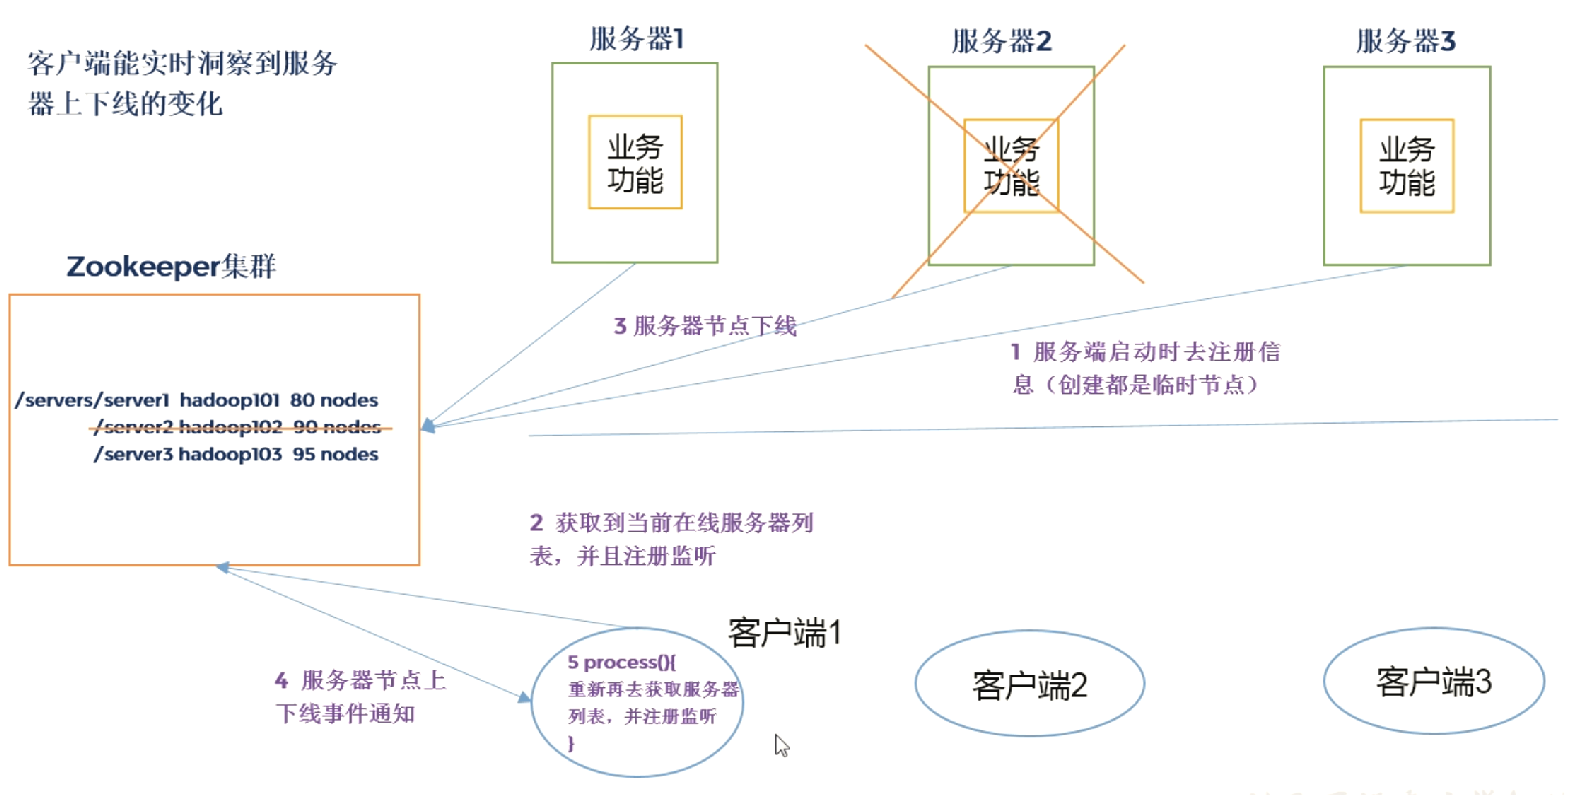 客户端能实时洞察到服务
器上下线的变化
服务器1
服务器2
服务器3
业务
功能
业务
功能
业务
功能
Zookeeper集群
/servers/server1 hadoop101 80 nodes
/server2 hadoop102 90 nodes
/server3 hadoop103 95 nodes
3 服务器节点下线
1 服务端启动时去注册信
息（创建都是临时节点）
2 获取到当前在线服务器列
表，并且注册监听
客户端1
4 服务器节点上
下线事件通知
5 process(){
重新再去获取服务器
列表，并注册监听
}
客户端2
客户端3